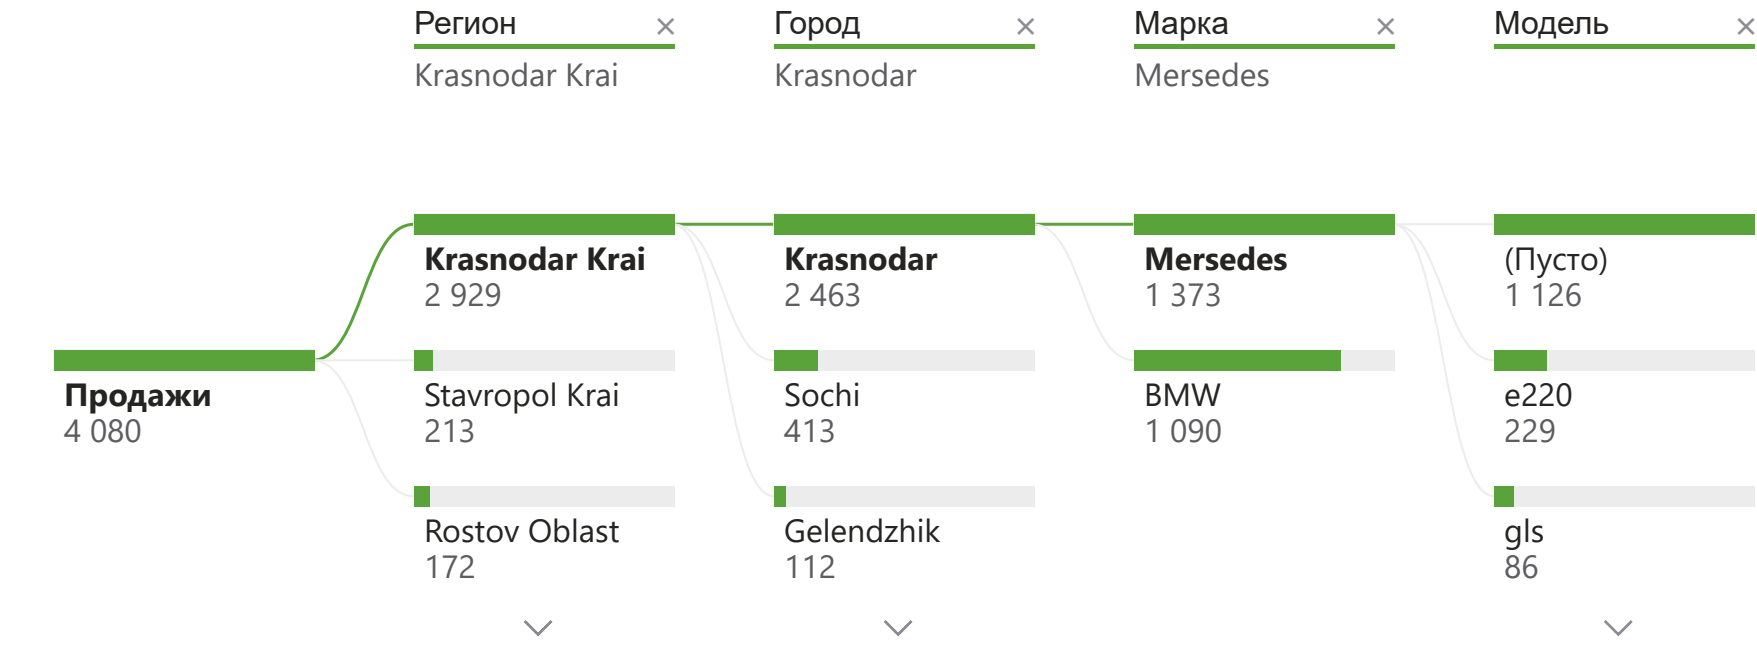 Регион
Город
Марка
Модель
Krasnodar Krai
Krasnodar
Mersedes
Krasnodar Krai
2 929
Krasnodar
2 463
Mersedes
1 373
(Пусто)
1 126
Продажи
4 080
Stavropol Krai
213
Sochi
413
BMW
1 090
e220
229
Rostov Oblast
172
Gelendzhik
112
gls
86